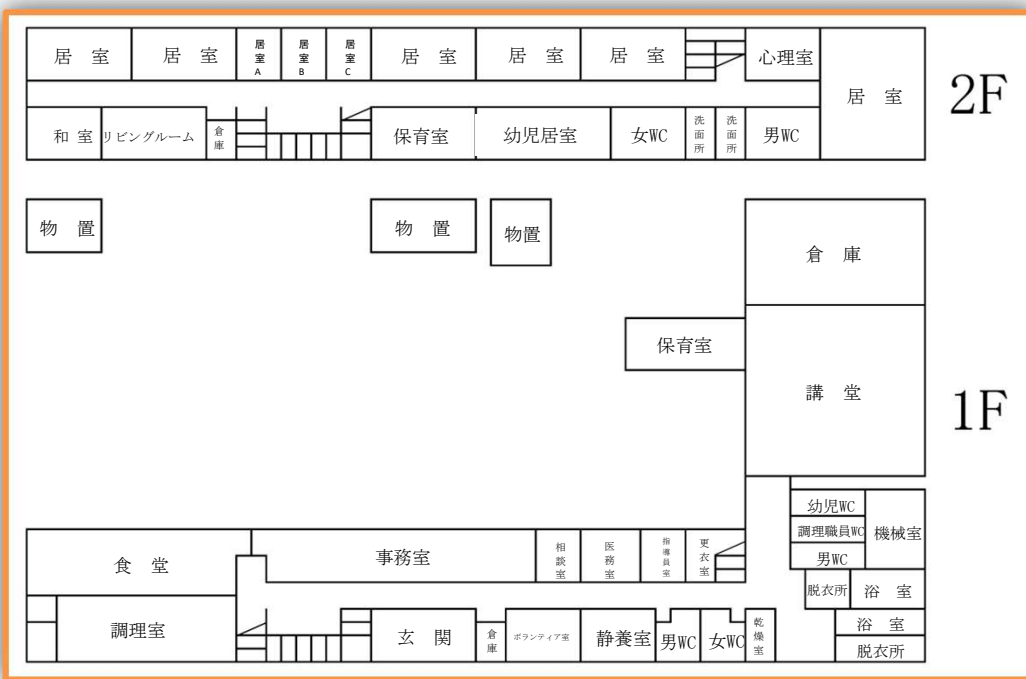 居　室
居　室
居室A
居室B
居室C
居　室
居　室
居　室
心理室
居　室
2F
和 室
リビングルーム
倉庫
保育室
幼児居室
女WC
洗面所
洗面所
男WC
物　置
物　置
物置
倉　庫
保育室
講　堂
1F
幼児WC
調理職員WC
機械室
男WC
脱衣所
浴　室
食　堂
事務室
相談室
医務室
指導員室
更衣室
調理室
玄　関
倉庫
ボランティア室
静養室
男WC
女WC
乾燥室
浴　室
脱衣所